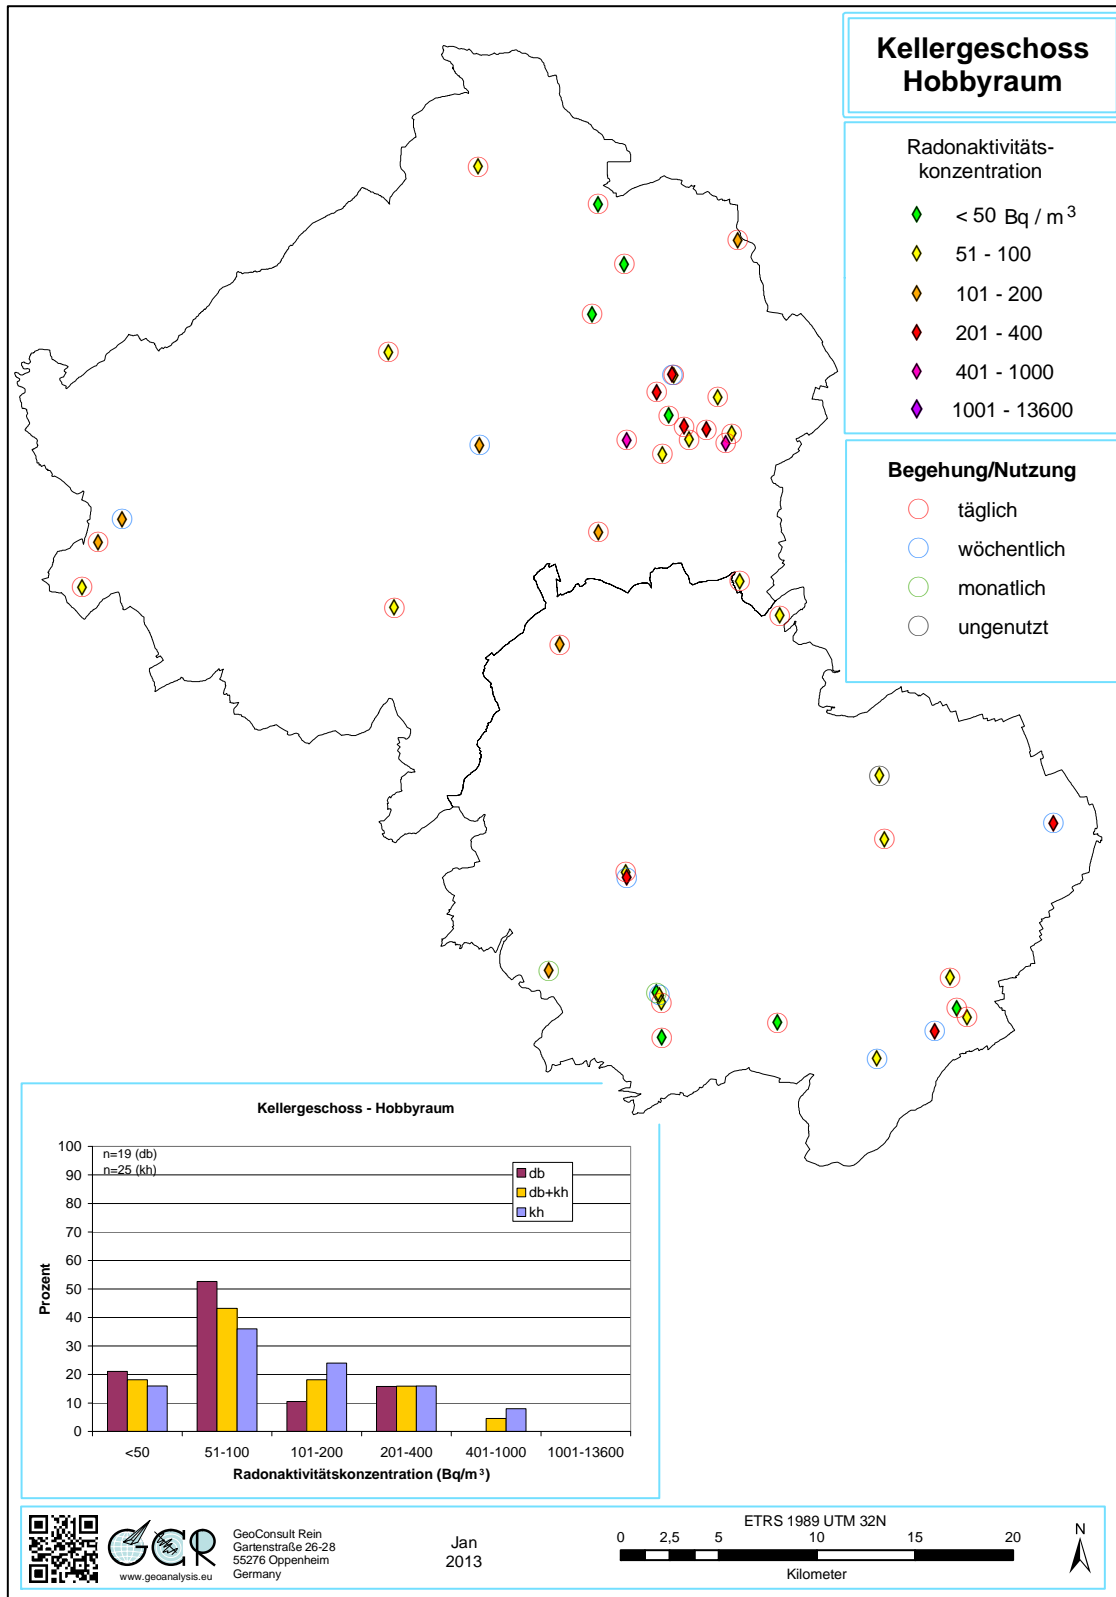 Kellergeschoss
Hobbyraum
Radonaktivitäts-
konzentration
< 50 Bq / m³
51 - 100
101 - 200
201 - 400
401 - 1000
1001 - 13600
Begehung/Nutzung
täglich
wöchentlich
monatlich
ungenutzt
Kellergeschoss - Hobbyraum
n=19 (db)
n=25 (kh)
100
90
80
70
60
50
40
30
20
10
0
Prozent
db
db+kh
kh
<50 51-100 101-200 201-400 401-1000 1001-13600
Radonaktivitätskonzentration (Bq/m³)
GCR
www.geoanalysis.eu
GeoConsult Rein
Gartenstraße 26-28
55276 Oppenheim
Germany
Jan
2013
ETRS 1989 UTM 32N
0 2,5 5 10 15 20
Kilometer
N